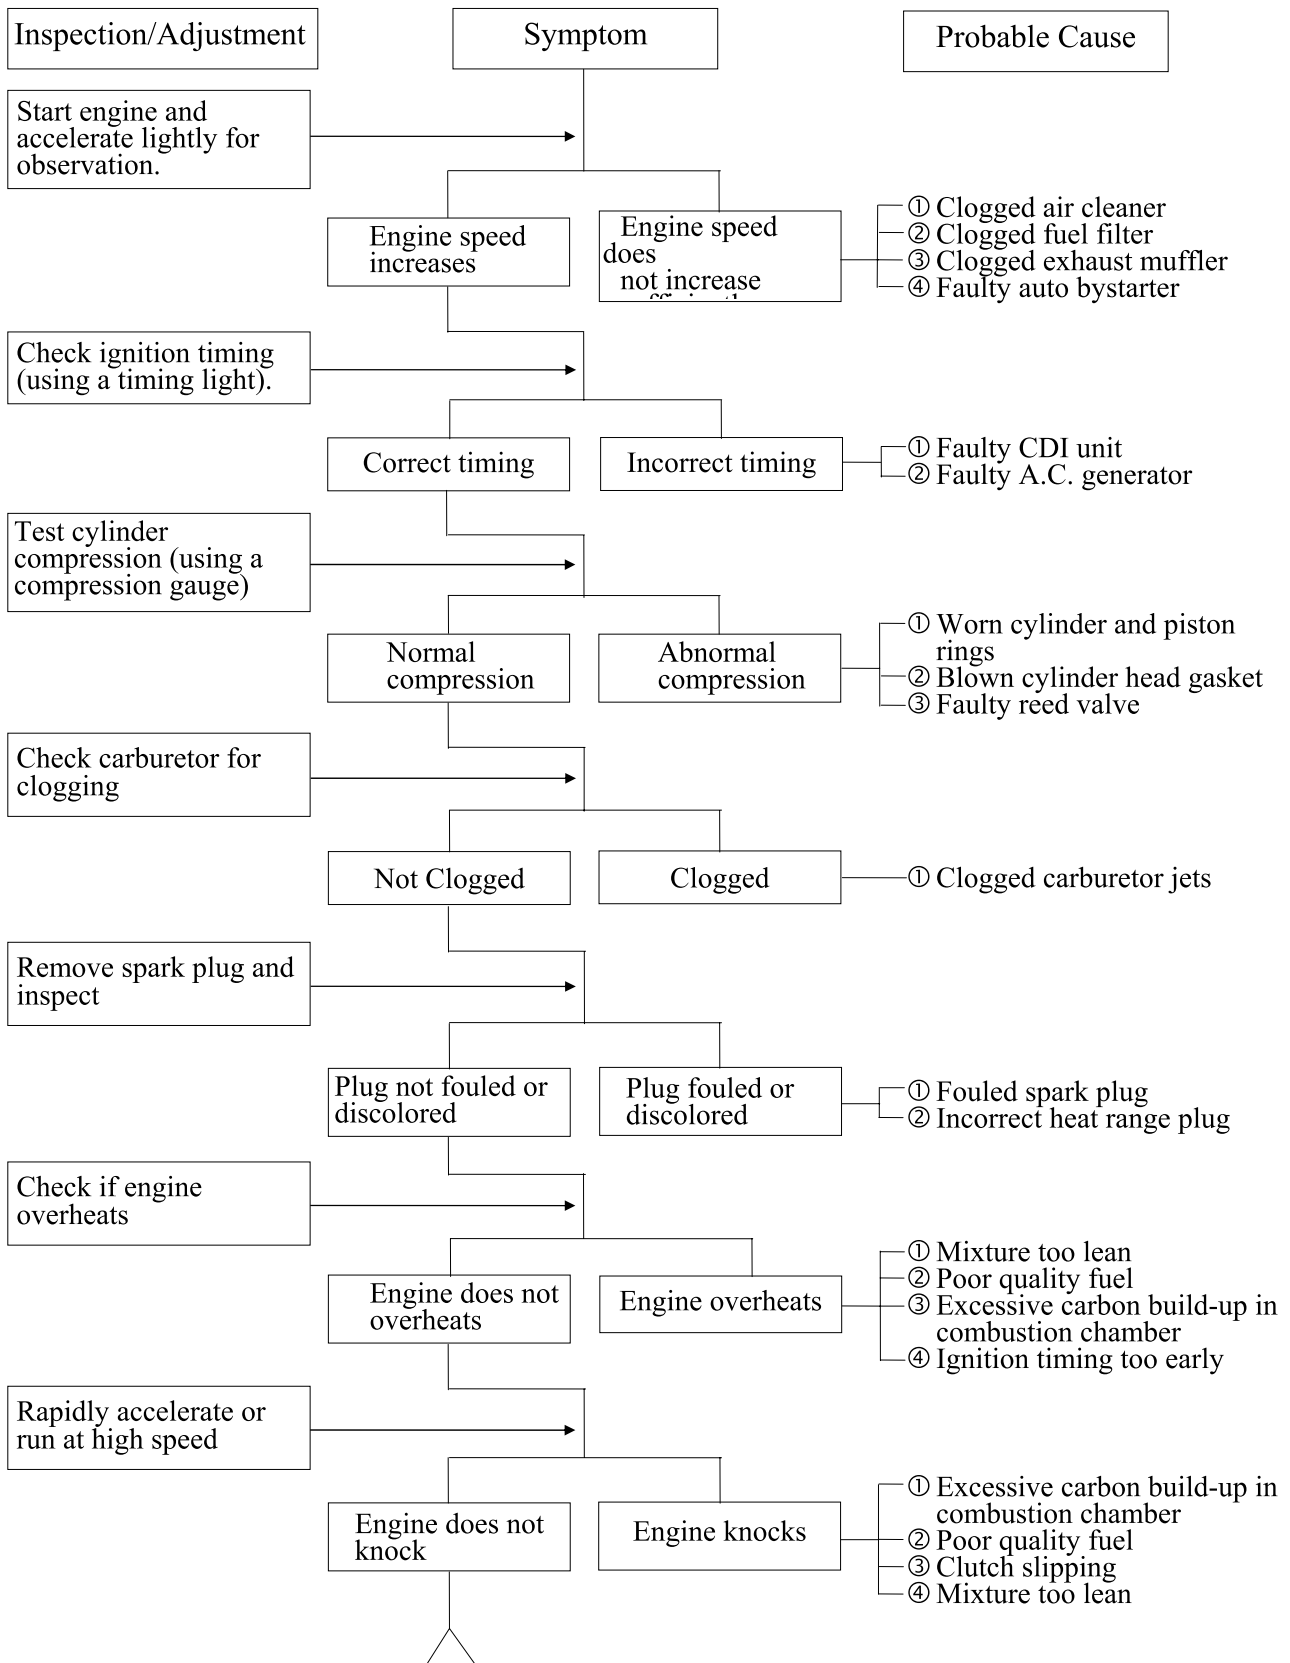 Inspection/Adjustment
Symptom
Probable Cause
Start engine and
accelerate lightly for
observation.
Engine speed
increases
Engine speed
does
not increase
① Clogged air cleaner
② Clogged fuel filter
③ Clogged exhaust muffler
④ Faulty auto bystarter
Check ignition timing
(using a timing light).
Correct timing
Incorrect timing
① Faulty CDI unit
② Faulty A.C. generator
Test cylinder
compression (using a
compression gauge)
Normal
compression
Abnormal
compression
① Worn cylinder and piston
rings
② Blown cylinder head gasket
③ Faulty reed valve
Check carburetor for
clogging
Not Clogged
Clogged
① Clogged carburetor jets
Remove spark plug and
inspect
Plug not fouled or
discolored
Plug fouled or
discolored
① Fouled spark plug
② Incorrect heat range plug
Check if engine
overheats
Engine does not
overheats
Engine overheats
① Mixture too lean
② Poor quality fuel
③ Excessive carbon build-up in
combustion chamber
④ Ignition timing too early
Rapidly accelerate or
run at high speed
Engine does not
knock
Engine knocks
① Excessive carbon build-up in
combustion chamber
② Poor quality fuel
③ Clutch slipping
④ Mixture too lean